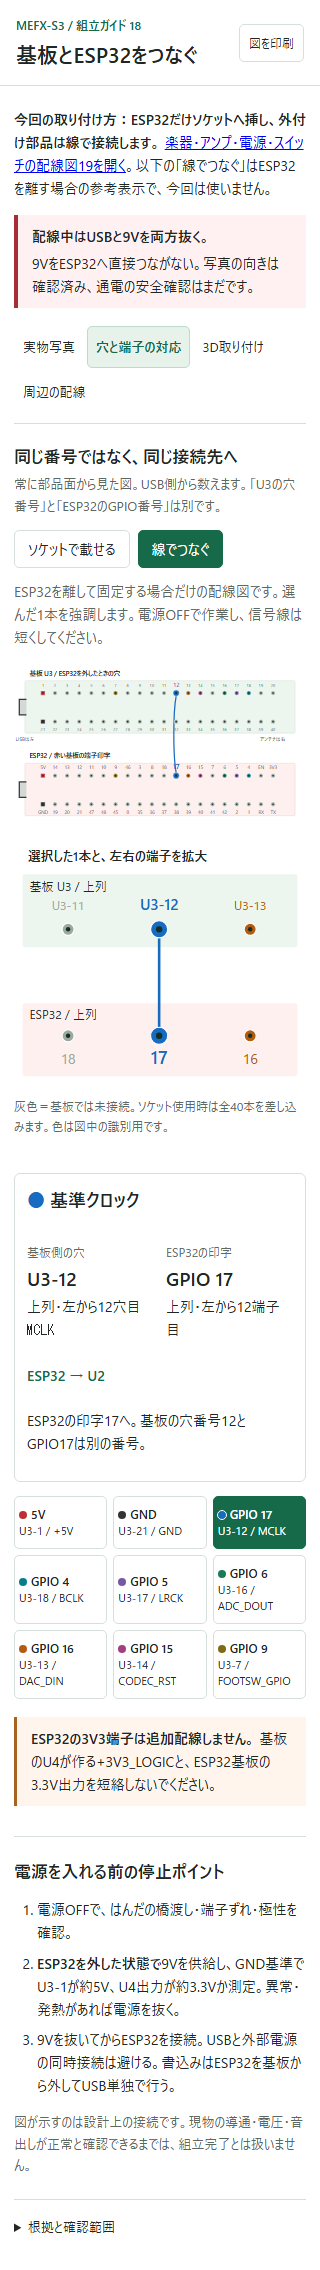 MEFX-S3 / 組立ガイド 18
基板とESP32をつなぐ
図を印刷
今回の取り付け方：ESP32だけソケットへ挿し、外付
け部品は線で接続します。 楽器・アンプ・電源・スイッ
チの配線図19を開く。以下の「線でつなぐ」はESP32
を離す場合の参考表示で、今回は使いません。
配線中はUSBと9Vを両方抜く。
9VをESP32へ直接つながない。写真の向きは
確認済み、通電の安全確認はまだです。
実物写真 穴と端子の対応 3D取り付け
周辺の配線
同じ番号ではなく、同じ接続先へ
常に部品面から見た図。USB側から数えます。「U3の穴
番号」と「ESP32のGPIO番号」は別です。
ソケットで載せる 線でつなぐ
ESP32を離して固定する場合だけの配線図です。選
んだ1本を強調します。電源OFFで作業し、信号線は
短くしてください。
基板 U3 / ESP32を外したときの穴
12
ESP32 / 赤い基板の端子印字
17
選択した1本と、左右の端子を拡大
基板 U3 / 上列
U3-11 U3-12 U3-13
ESP32 / 上列
18 17 16
灰色＝基板では未接続。ソケット使用時は全40本を差し込
みます。色は図中の識別用です。
基準クロック
基板側の穴 ESP32の印字
U3-12 GPIO 17
上列・左から12穴目 上列・左から12端子
目
MCLK
ESP32 → U2
ESP32の印字17へ。基板の穴番号12と
GPIO17は別の番号。
5V GND GPIO 17
U3-1 / +5V U3-21 / GND U3-12 / MCLK
GPIO 4 GPIO 5 GPIO 6
U3-18 / BCLK U3-17 / LRCK U3-16 /
ADC_DOUT
GPIO 16 GPIO 15 GPIO 9
U3-13 / U3-14 / U3-7 /
DAC_DIN CODEC_RST FOOTSW_GPIO
ESP32の3V3端子は追加配線しません。 基板
のU4が作る+3V3_LOGICと、ESP32基板の
3.3V出力を短絡しないでください。
電源を入れる前の停止ポイント
1. 電源OFFで、はんだの橋渡し・端子ずれ・極性を
確認。
2. ESP32を外した状態で9Vを供給し、GND基準で
U3-1が約5V、U4出力が約3.3Vか測定。異常・
発熱があれば電源を抜く。
3. 9Vを抜いてからESP32を接続。USBと外部電源
の同時接続は避ける。書込みはESP32を基板か
ら外してUSB単独で行う。
図が示すのは設計上の接続です。現物の導通・電圧・音
出しが正常と確認できるまでは、組立完了とは扱いませ
ん。
▶ 根拠と確認範囲